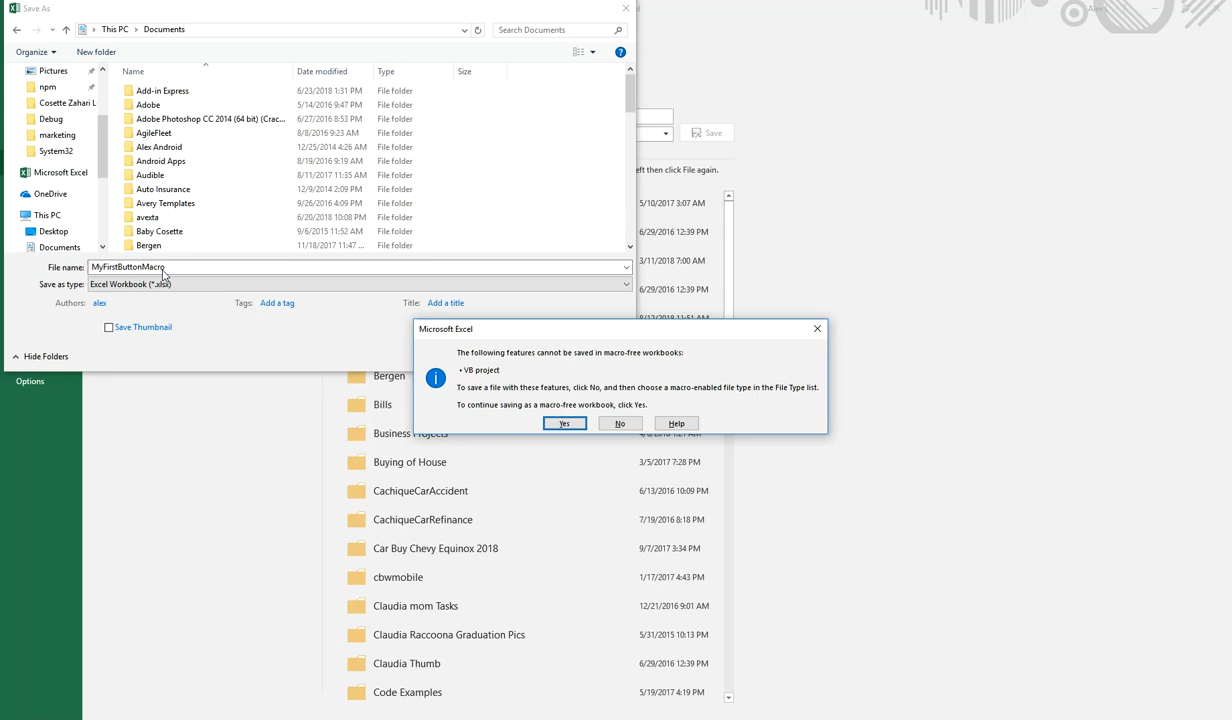 Save As
This PC > Documents
Search Documents
Organize
New folder
Pictures
npm
Cosette Zahari L
Debug
marketing
System32
Microsoft Excel
OneDrive
This PC
Desktop
Documents
Name Date modified Type Size
Add-in Express 6/23/2018 1:31 PM File folder
Adobe 5/14/2016 9:47 PM File folder
Adobe Photoshop CC 2014 (64 bit) (Crac... 6/27/2016 8:53 PM File folder
AgileFleet 8/8/2016 9:23 AM File folder
Alex Android 12/25/2014 4:26 AM File folder
Android Apps 8/19/2016 9:19 AM File folder
Audible 8/11/2017 11:35 AM File folder
Auto Insurance 12/9/2014 2:09 PM File folder
Avery Templates 9/26/2016 4:09 PM File folder
avexta 6/20/2018 10:08 PM File folder
Baby Cosette 9/6/2015 11:52 AM File folder
Bergen 11/18/2017 11:47 ... File folder
File name: MyFirstButtonMacro
Save as type: Excel Workbook (*.xlsx)
Authors: alex Tags: Add a tag Title: Add a title
Save Thumbnail
Hide Folders
Save
eft then click File again.
5/10/2017 3:07 AM
6/29/2016 12:39 PM
3/11/2018 7:00 AM
6/29/2016 12:39 PM
Microsoft Excel
The following features cannot be saved in macro-free workbooks:
• VB project
To save a file with these features, click No, and then choose a macro-enabled file type in the File Type list.
To continue saving as a macro-free workbook, click Yes.
Yes No Help
Options
Bergen
Bills
Business Projects
Buying of House 3/5/2017 7:28 PM
CachiqueCarAccident 6/13/2016 10:09 PM
CachiqueCarRefinance 7/19/2016 8:18 PM
Car Buy Chevy Equinox 2018 9/7/2017 3:34 PM
cbwmobile 1/17/2017 4:43 PM
Claudia mom Tasks 12/21/2016 9:01 AM
Claudia Raccoona Graduation Pics 5/31/2015 10:13 PM
Claudia Thumb 6/29/2016 12:39 PM
Code Examples 5/19/2017 4:19 PM